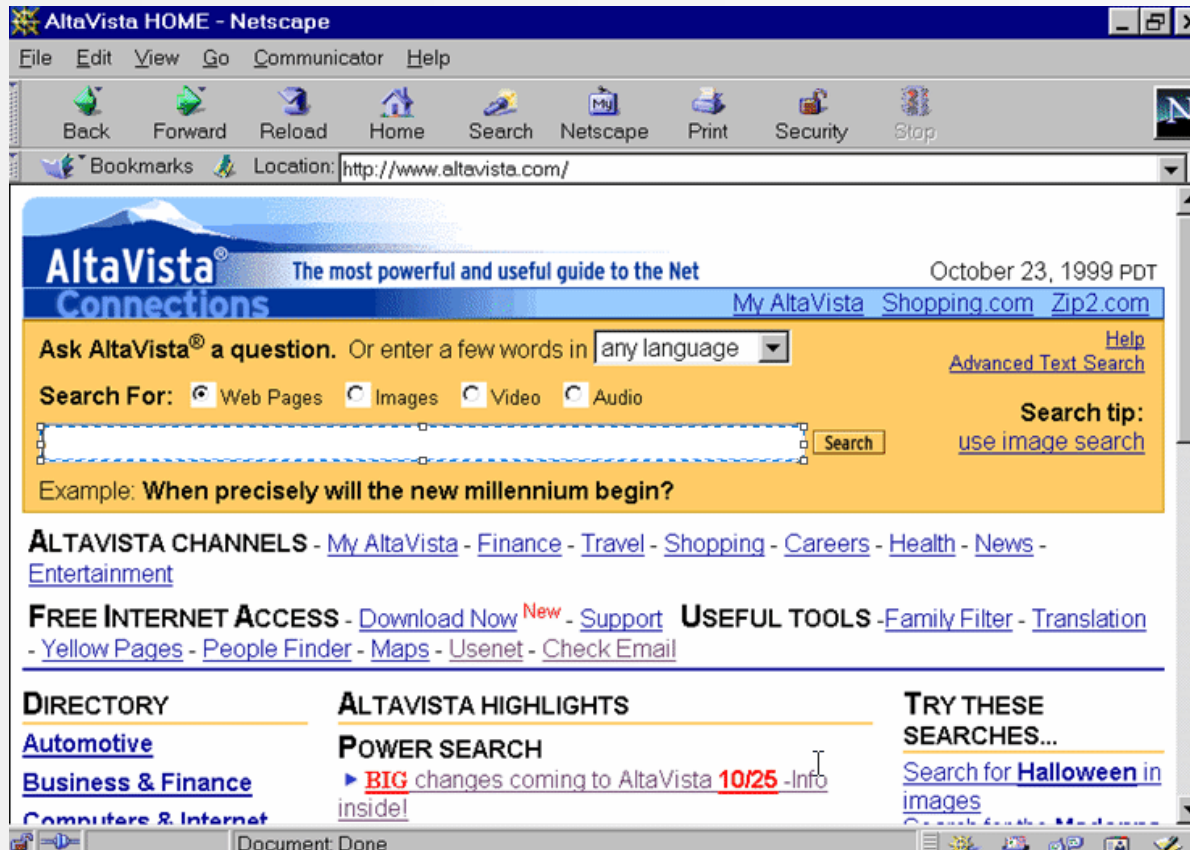 AltaVista HOME - Netscape
File Edit View Go Communicator Help
Back Forward Reload Home Search Netscape Print Security Stop
My
N
Bookmarks Location: http://www.altavista.com/
AltaVista® The most powerful and useful guide to the Net October 23, 1999 PDT
Connections My AltaVista Shopping.com Zip2.com
Ask AltaVista® a question. Or enter a few words in any language Help
Advanced Text Search
Search For: Web Pages Images Video Audio
Search tip:
Search use image search
Example: When precisely will the new millennium begin?
ALTAVISTA CHANNELS - My AltaVista - Finance - Travel - Shopping - Careers - Health - News -
Entertainment
FREE INTERNET ACCESS - Download Now New - Support USEFUL TOOLS -Family Filter - Translation
- Yellow Pages - People Finder - Maps - Usenet - Check Email
DIRECTORY
Automotive
Business & Finance
Computers & Internet
ALTAVISTA HIGHLIGHTS
POWER SEARCH
BIG changes coming to AltaVista 10/25 -Info
inside!
TRY THESE
SEARCHES...
Search for Halloween in
images
Search for the Madonna
Document: Done